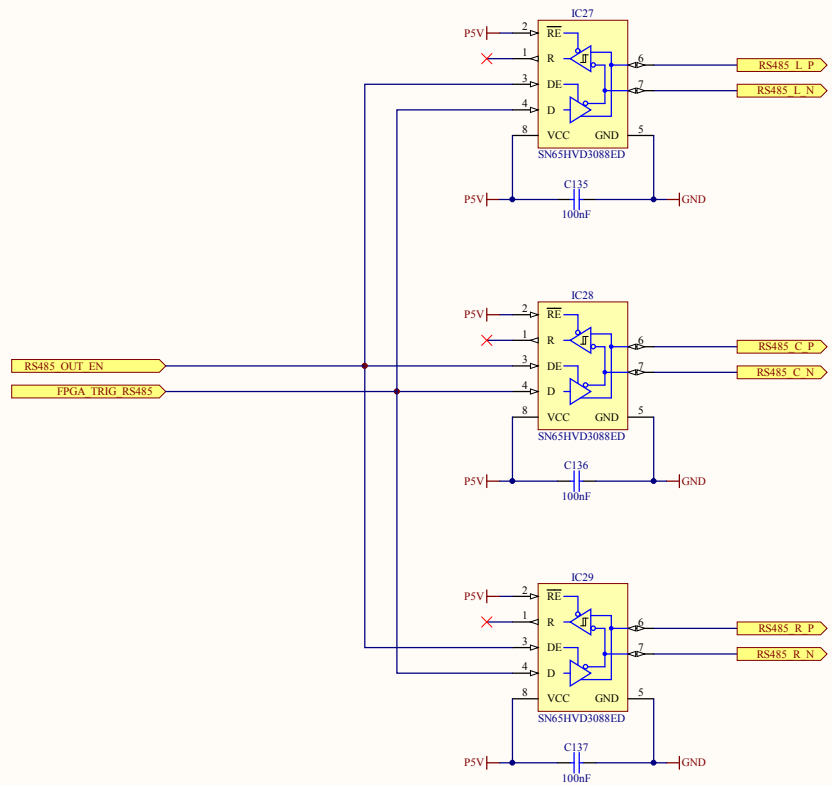 IC27
P5V 2 RE
1 R 6 RS485_L_P
3 DE 7 RS485_L_N
4 D
8 VCC GND 5
SN65HVD3088ED
C135
P5V GND
100nF
IC28
P5V 2 RE
1 R 6 RS485_C_P
RS485_OUT_EN 3 DE 7 RS485_C_N
FPGA_TRIG_RS485 4 D
8 VCC GND 5
SN65HVD3088ED
C136
P5V GND
100nF
IC29
P5V 2 RE
1 R 6 RS485_R_P
3 DE 7 RS485_R_N
4 D
8 VCC GND 5
SN65HVD3088ED
C137
P5V GND
100nF